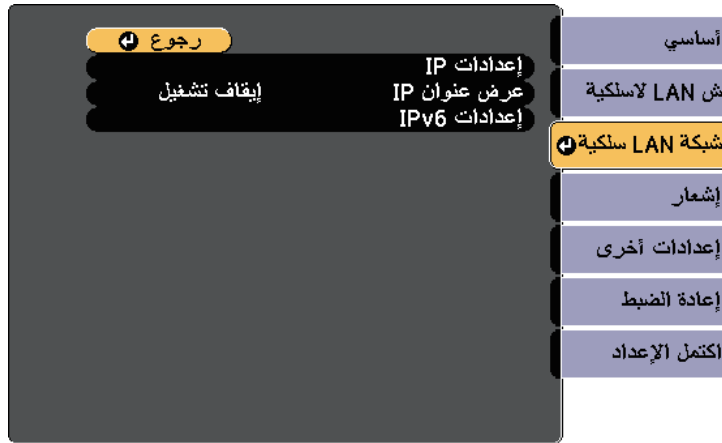 أساسي
ش LAN لاسلكية
شبكة LAN سلكية
إشعار
إعدادات أخرى
إعادة الضبط
اكتمل الإعداد
رجوع
إعدادات IP
عرض عنوان IP إيقاف تشغيل
إعدادات IPv6